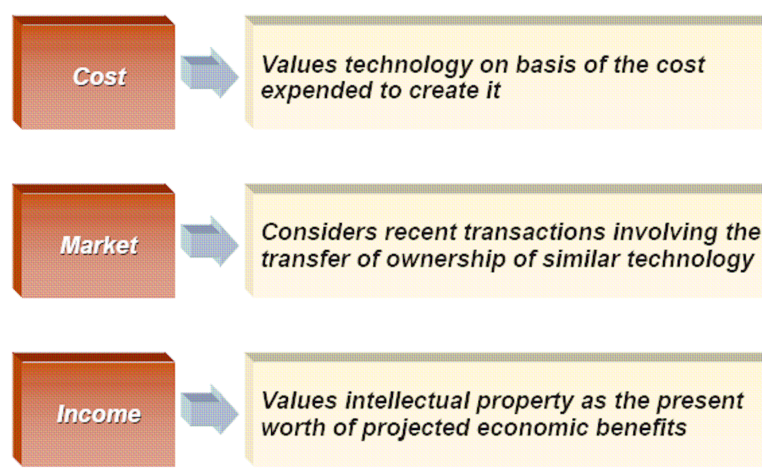 Cost
Values technology on basis of the cost
expended to create it
Market
Considers recent transactions involving the
transfer of ownership of similar technology
Income
Values intellectual property as the present
worth of projected economic benefits